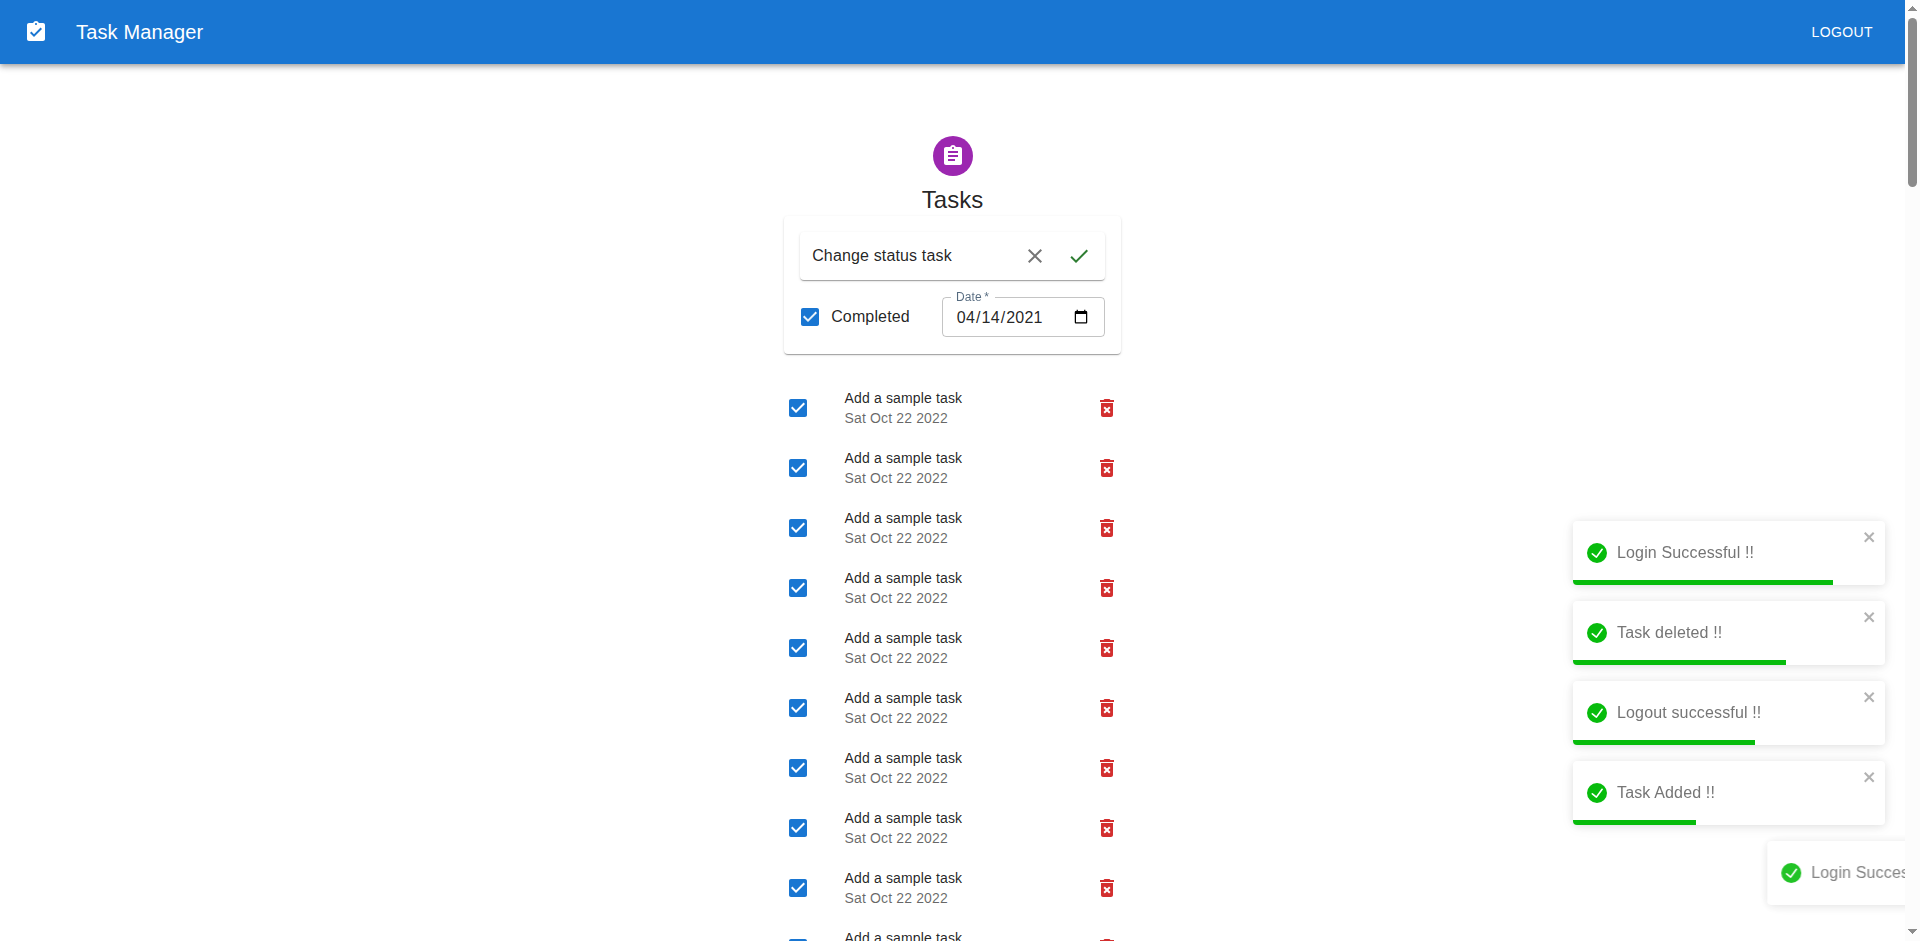 Task Manager
LOGOUT
Tasks
Change status task
Completed
Date *
04/14/2021
Add a sample task
Sat Oct 22 2022
Add a sample task
Sat Oct 22 2022
Add a sample task
Sat Oct 22 2022
Add a sample task
Sat Oct 22 2022
Add a sample task
Sat Oct 22 2022
Add a sample task
Sat Oct 22 2022
Add a sample task
Sat Oct 22 2022
Add a sample task
Sat Oct 22 2022
Add a sample task
Sat Oct 22 2022
Add a sample task
Login Successful !!
Task deleted !!
Logout successful !!
Task Added !!
Login Succes